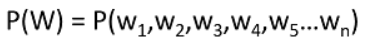 P(W) = P(w₁,w₂,w₃,w₄,w₅...wₙ)